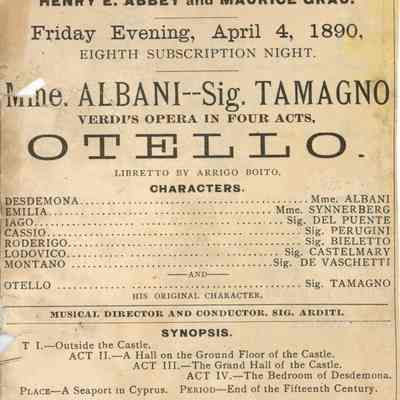 HENRY E. ABBEY and MAURICE GRAU.
Friday Evening, April 4, 1890,
EIGHTH SUBSCRIPTION NIGHT.
Mme. ALBANI--Sig. TAMAGNO
VERDI'S OPERA IN FOUR ACTS,
OTELLO.
LIBRETTO BY ARRIGO BOITO.
CHARACTERS.
DESDEMONA........Mme. ALBANI
EMILIA........Mme. SYNNERBERG
IAGO........Sig. DEL PUENTE
CASSIO........Sig. PERUGINI
RODERIGO........Sig. BIELETTO
LODOVICO........Sig. CASTELMARY
MONTANO........Sig. DE VASCHETTI
—AND—
OTELLO........Sig. TAMAGNO
HIS ORIGINAL CHARACTER.
MUSICAL DIRECTOR AND CONDUCTOR, SIG. ARDITI.
SYNOPSIS.
T I.—Outside the Castle.
ACT II.—A Hall on the Ground Floor of the Castle.
ACT III.—The Grand Hall of the Castle.
ACT IV.—The Bedroom of Desdemona.
PLACE—A Seaport in Cyprus. PERIOD—End of the Fifteenth Century.